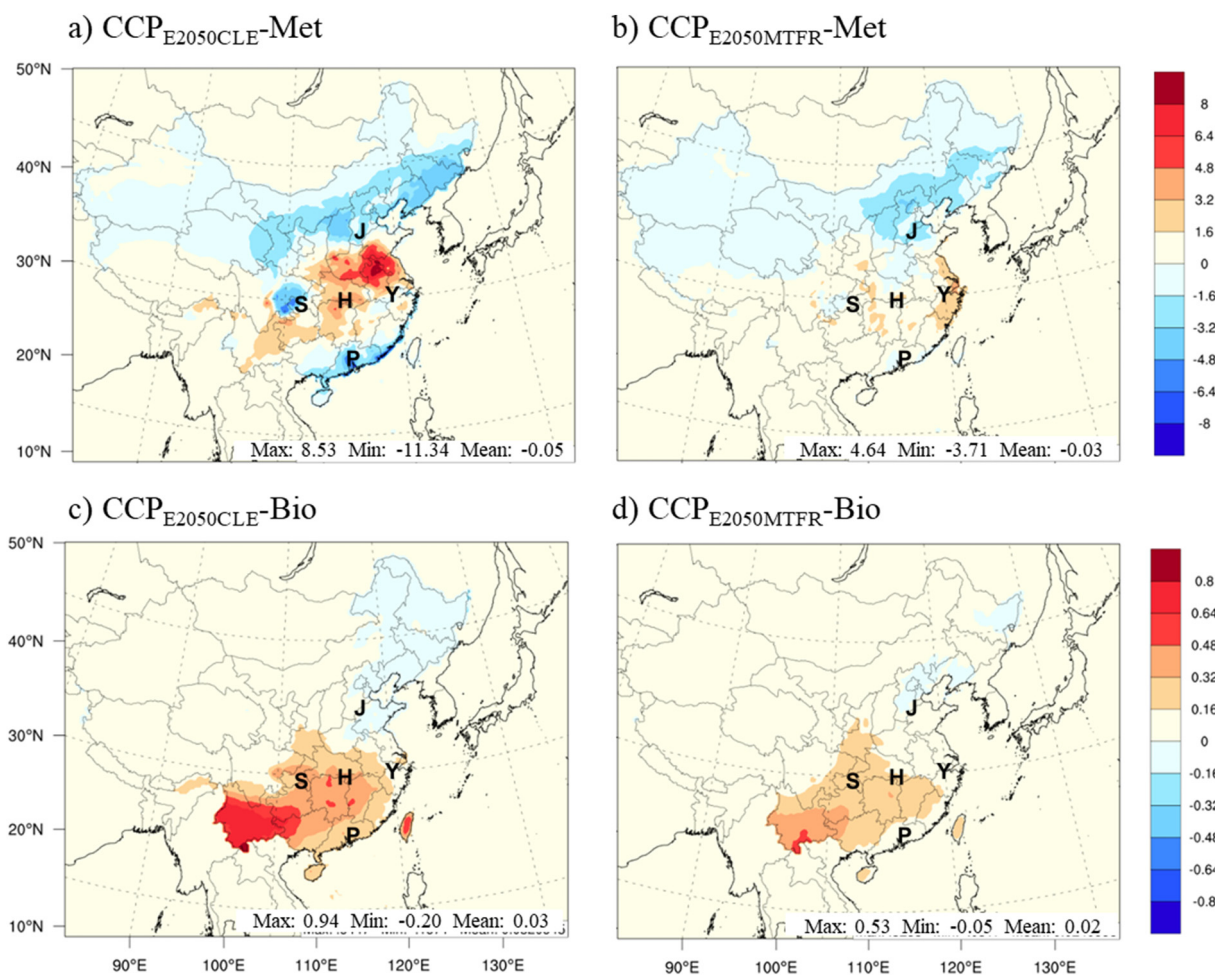 a) CCP_E2050CLE-Met
b) CCP_E2050MTFR-Met
50°N
40°N
30°N
20°N
10°N
J
S
H
Y
P
Max: 8.53 Min: -11.34 Mean: -0.05
J
S
H
Y
P
Max: 4.64 Min: -3.71 Mean: -0.03
8
6.4
4.8
3.2
1.6
0
-1.6
-3.2
-4.8
-6.4
-8
c) CCP_E2050CLE-Bio
d) CCP_E2050MTFR-Bio
50°N
40°N
30°N
20°N
10°N
J
S
H
Y
P
Max: 0.94 Min: -0.20 Mean: 0.03
J
S
H
Y
P
Max: 0.53 Min: -0.05 Mean: 0.02
0.8
0.64
0.48
0.32
0.16
0
-0.16
-0.32
-0.48
-0.64
-0.8
90°E 100°E 110°E 120°E 130°E
90°E 100°E 110°E 120°E 130°E